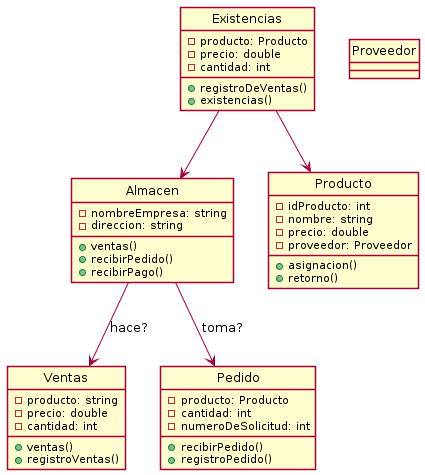 Existencias
producto: Producto
precio: double
cantidad: int
registroDeVentas()
existencias()
Proveedor
Almacen
nombreEmpresa: string
direccion: string
ventas()
recibirPedido()
recibirPago()
Producto
idProducto: int
nombre: string
precio: double
proveedor: Proveedor
asignacion()
retorno()
hace?
toma?
Ventas
producto: string
precio: double
cantidad: int
ventas()
registroVentas()
Pedido
producto: Producto
cantidad: int
numeroDeSolicitud: int
recibirPedido()
registroPedido()